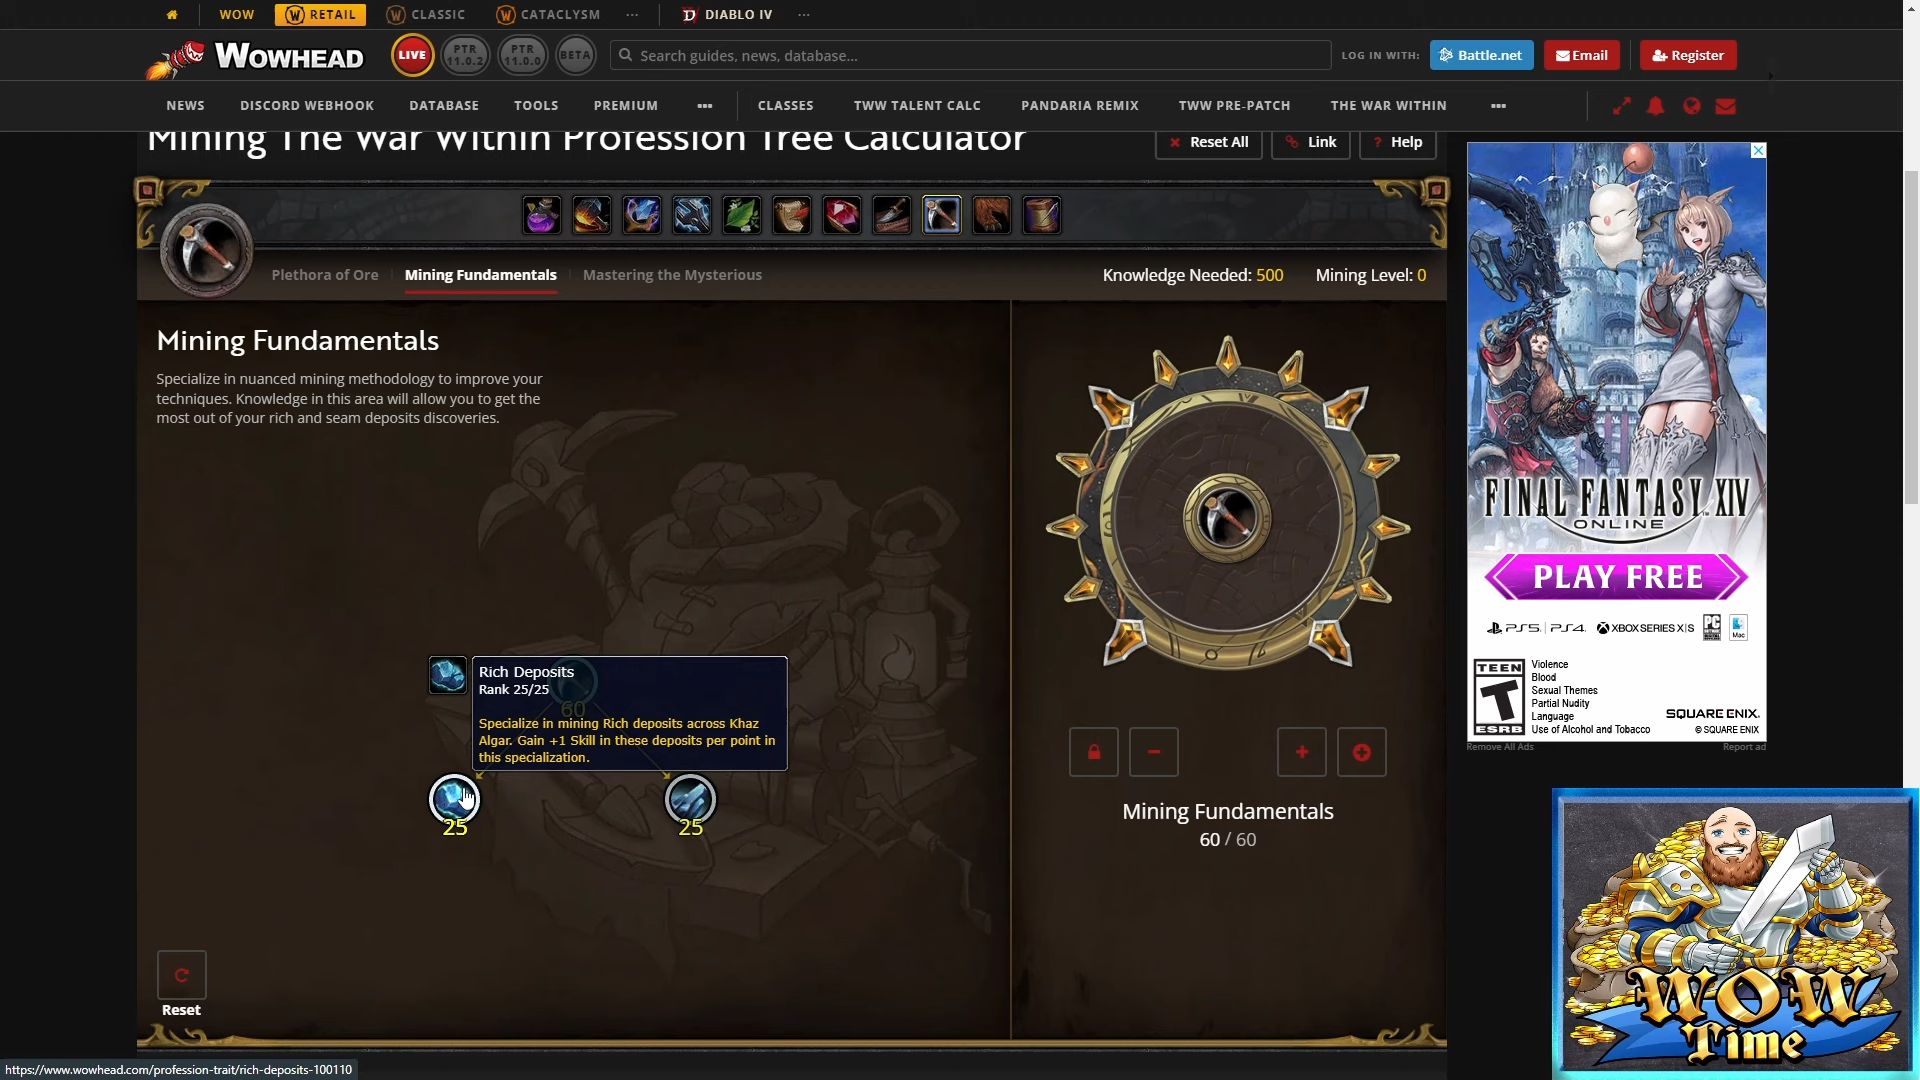 WOW
RETAIL
CLASSIC
CATACLYSM
DIABLO IV
WOWHEAD
LIVE
PTR
11.0.2
PTR
11.0.0
BETA
Search guides, news, database...
LOG IN WITH:
Battle.net
Email
Register
NEWS
DISCORD WEBHOOK
DATABASE
TOOLS
PREMIUM
CLASSES
TWW TALENT CALC
PANDARIA REMIX
TWW PRE-PATCH
THE WAR WITHIN
Mining The War Within Profession Tree Calculator
Reset All
Link
? Help
Plethora of Ore
Mining Fundamentals
Mastering the Mysterious
Knowledge Needed: 500
Mining Level: 0
Mining Fundamentals
Specialize in nuanced mining methodology to improve your
techniques. Knowledge in this area will allow you to get the
most out of your rich and seam deposits discoveries.
Rich Deposits
Rank 25/25
60
Specialize in mining Rich deposits across Khaz
Algar. Gain +1 Skill in these deposits per point in
this specialization.
25
25
Mining Fundamentals
60 / 60
Reset
FINAL FANTASY XIV
ONLINE
PLAY FREE
PS5 | PS4
XBOX SERIES X|S
PC
Mac
TEEN
T
ESRB
Violence
Blood
Sexual Themes
Partial Nudity
Language
Use of Alcohol and Tobacco
SQUARE ENIX.
© SQUARE ENIX
Remove All Ads
Report ad
WOW
Time
https://www.wowhead.com/profession-trait/rich-deposits-100110